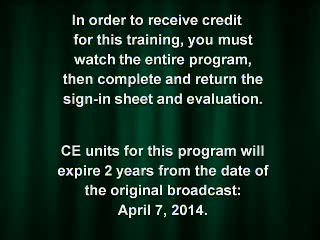 In order to receive credit
for this training, you must
watch the entire program,
then complete and return the
sign-in sheet and evaluation.
CE units for this program will
expire 2 years from the date of
the original broadcast:
April 7, 2014.